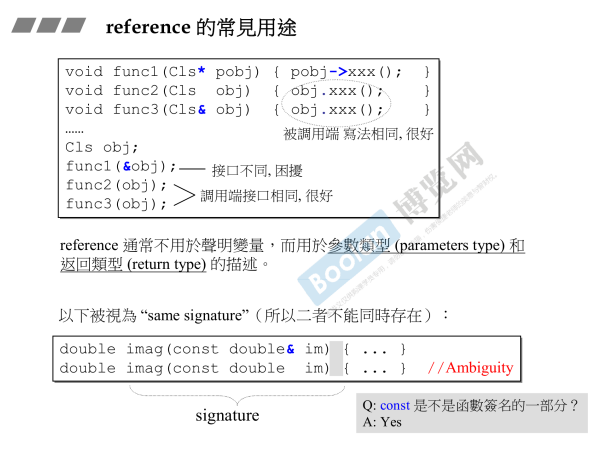 reference 的常見用途
void func1(Cls* pobj) { pobj->xxx(); }
void func2(Cls obj) { obj.xxx(); }
void func3(Cls& obj) { obj.xxx(); }
被調用端 寫法相同, 很好
……
Cls obj;
func1(&obj); 接口不同, 困擾
func2(obj);
調用端接口相同, 很好
func3(obj);
reference 通常不用於聲明變量，而用於參數類型 (parameters type) 和
返回類型 (return type) 的描述。
以下被視為 “same signature”（所以二者不能同時存在）：
double imag(const double& im) { ... }
double imag(const double im) { ... } //Ambiguity
signature
Q: const 是不是函數簽名的一部分？
A: Yes
Boolan 博览网